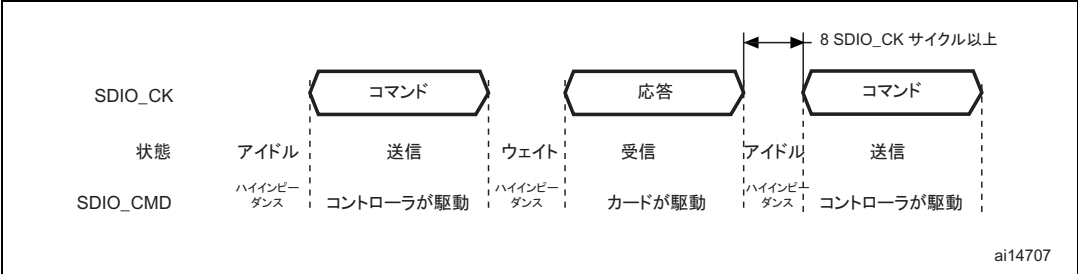 8 SDIO_CK サイクル以上
SDIO_CK コマンド 応答 コマンド
状態 アイドル 送信 ウェイト 受信 アイドル 送信
SDIO_CMD ハイインピーダンス コントローラが駆動 ハイインピーダンス カードが駆動 ハイインピーダンス コントローラが駆動
ai14707